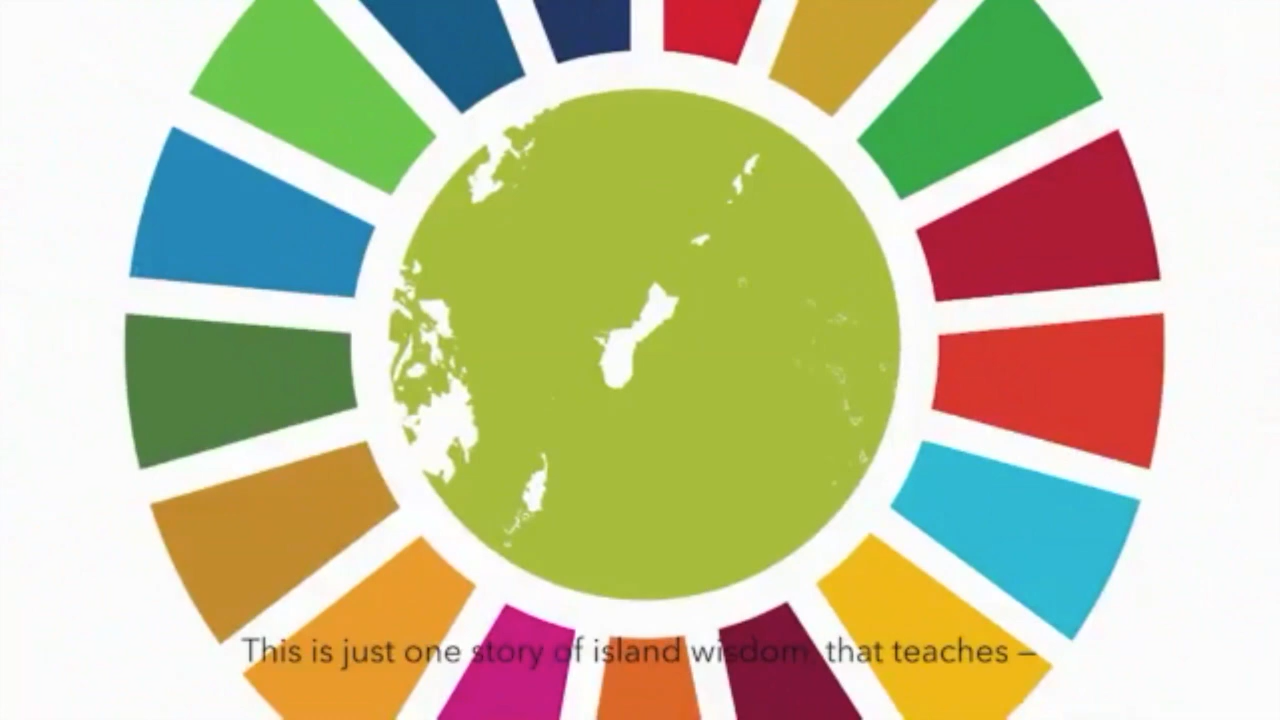 This is just one story of island wisdom, that teaches –